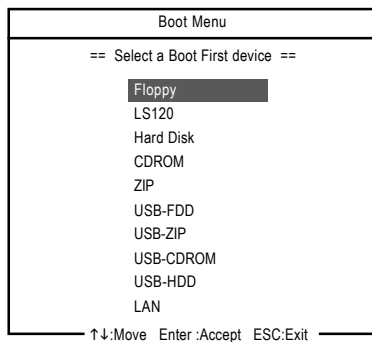 Boot Menu
== Select a Boot First device ==
Floppy
LS120
Hard Disk
CDROM
ZIP
USB-FDD
USB-ZIP
USB-CDROM
USB-HDD
LAN
↑↓:Move Enter :Accept ESC:Exit